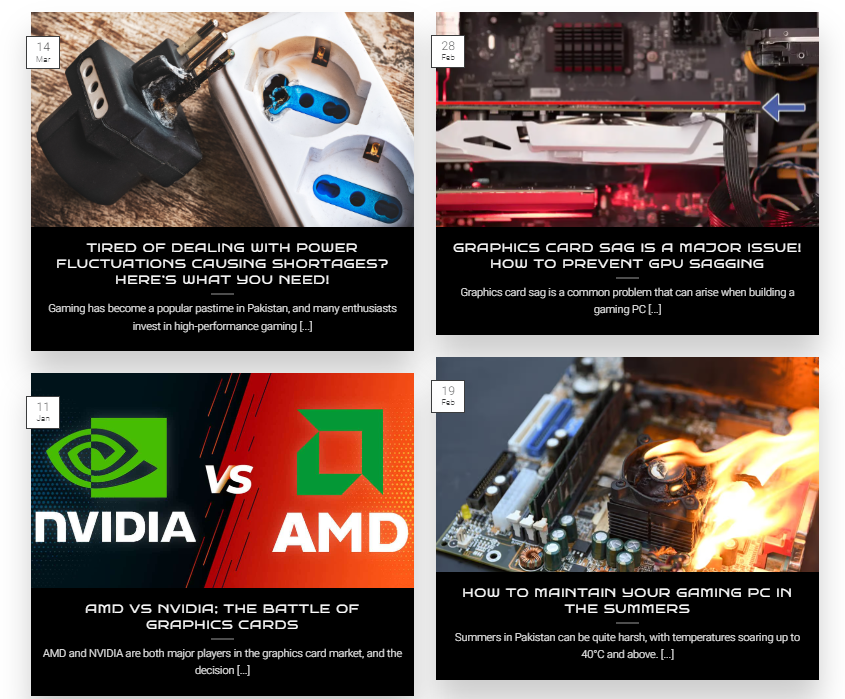 14
Mar
TIRED OF DEALING WITH POWER
FLUCTUATIONS CAUSING SHORTAGES?
HERE'S WHAT YOU NEED!
Gaming has become a popular pastime in Pakistan, and many enthusiasts
invest in high-performance gaming [...]
28
Feb
GRAPHICS CARD SAG IS A MAJOR ISSUE!
HOW TO PREVENT GPU SAGGING
Graphics card sag is a common problem that can arise when building a
gaming PC [...]
11
Jan
NVIDIA
VS
AMD
AMD VS NVIDIA; THE BATTLE OF
GRAPHICS CARDS
AMD and NVIDIA are both major players in the graphics card market, and the
decision [...]
19
Feb
HOW TO MAINTAIN YOUR GAMING PC IN
THE SUMMERS
Summers in Pakistan can be quite harsh, with temperatures soaring up to
40°C and above. [...]